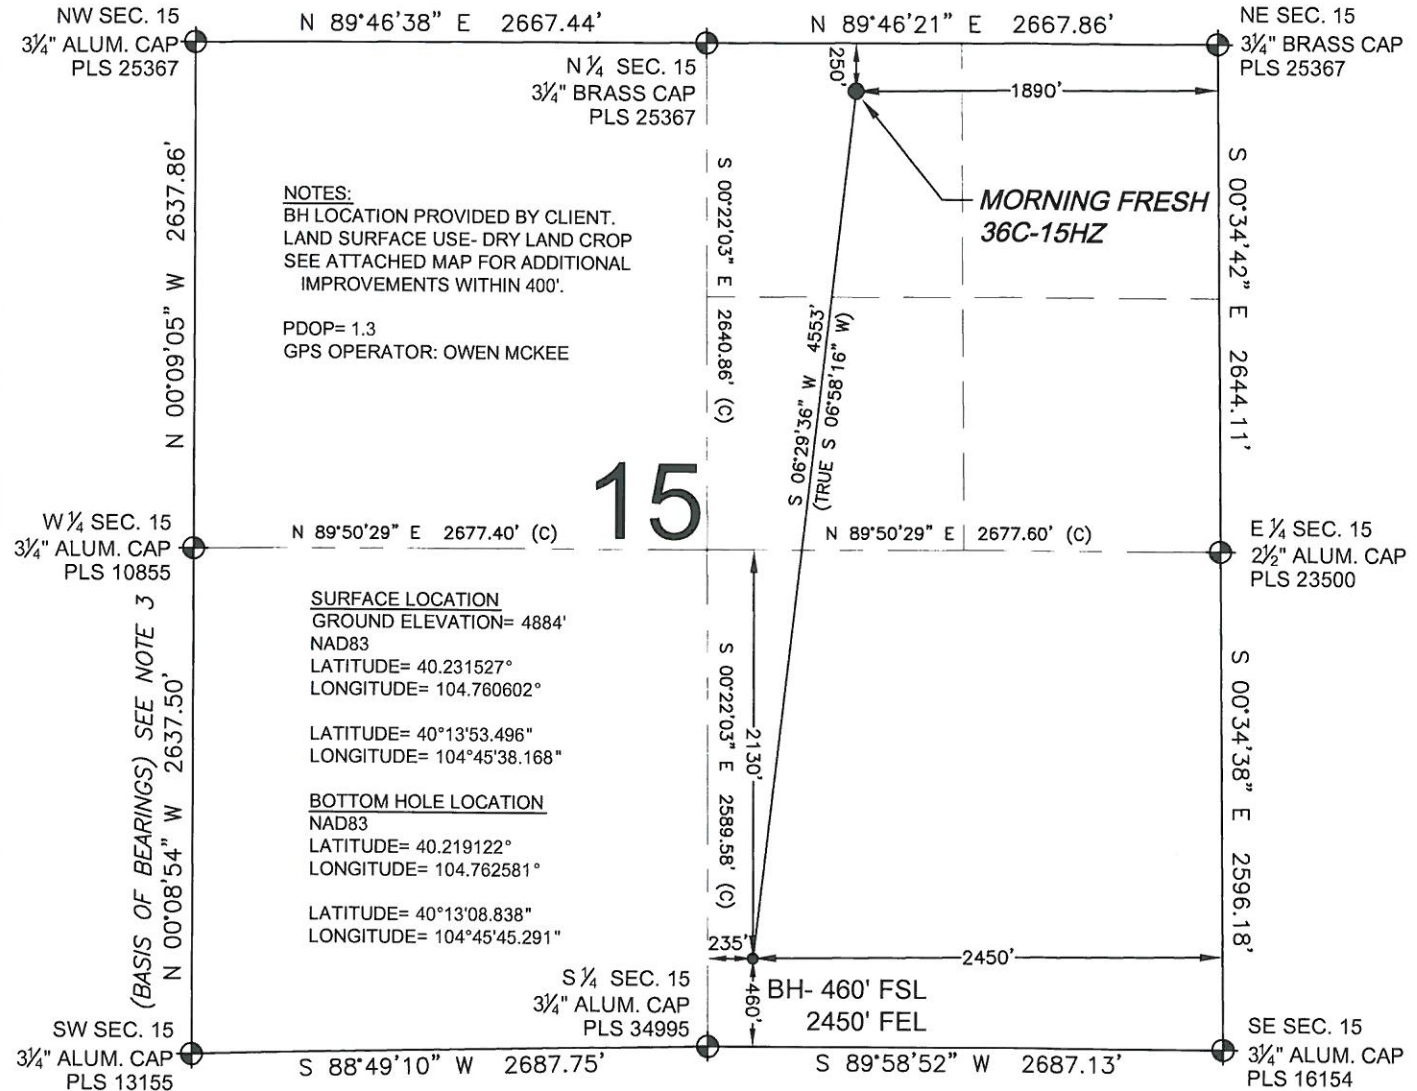 NW SEC. 15
3¼" ALUM. CAP
PLS 25367
N 89°46'38" E 2667.44'
N 89°46'21" E 2667.86'
NE SEC. 15
3¼" BRASS CAP
PLS 25367
N ¼ SEC. 15
3¼" BRASS CAP
PLS 25367
250'
1890'
MORNING FRESH
36C-15HZ
N 00°09'05" W 2637.86'
NOTES:
BH LOCATION PROVIDED BY CLIENT.
LAND SURFACE USE- DRY LAND CROP
SEE ATTACHED MAP FOR ADDITIONAL
IMPROVEMENTS WITHIN 400'.
PDOP= 1.3
GPS OPERATOR: OWEN MCKEE
S 00°22'03" E 2640.86' (C)
S 06°29'36" W 4553'
(TRUE S 06°58'16" W)
S 00°34'42" E 2644.11'
15
W ¼ SEC. 15
3¼" ALUM. CAP
PLS 10855
N 89°50'29" E 2677.40' (C)
N 89°50'29" E 2677.60' (C)
E ¼ SEC. 15
2½" ALUM. CAP
PLS 23500
(BASIS OF BEARINGS) SEE NOTE 3
N 00°08'54" W 2637.50'
SURFACE LOCATION
GROUND ELEVATION= 4884'
NAD83
LATITUDE= 40.231527°
LONGITUDE= 104.760602°
LATITUDE= 40°13'53.496"
LONGITUDE= 104°45'38.168"
BOTTOM HOLE LOCATION
NAD83
LATITUDE= 40.219122°
LONGITUDE= 104.762581°
LATITUDE= 40°13'08.838"
LONGITUDE= 104°45'45.291"
S 00°22'03" E 2589.58' (C)
2130'
S 00°34'38" E 2596.18'
235'
2450'
460'
BH- 460' FSL
2450' FEL
S ¼ SEC. 15
3¼" ALUM. CAP
PLS 34995
SW SEC. 15
3¼" ALUM. CAP
PLS 13155
S 88°49'10" W 2687.75'
S 89°58'52" W 2687.13'
SE SEC. 15
3¼" ALUM. CAP
PLS 16154